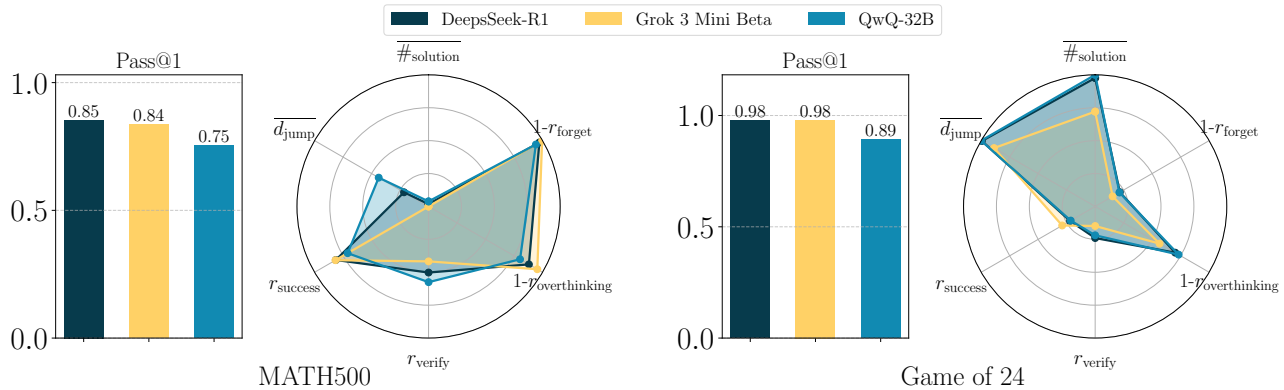 DeepsSeek-R1 Grok 3 Mini Beta QwQ-32B
Pass@1
1.0
0.5
0.0
0.85
0.84
0.75
#solution
1-rforget
djump
rsuccess
1-roverthinking
rverify
MATH500
Pass@1
1.0
0.5
0.0
0.98
0.98
0.89
#solution
1-rforget
djump
rsuccess
1-roverthinking
rverify
Game of 24